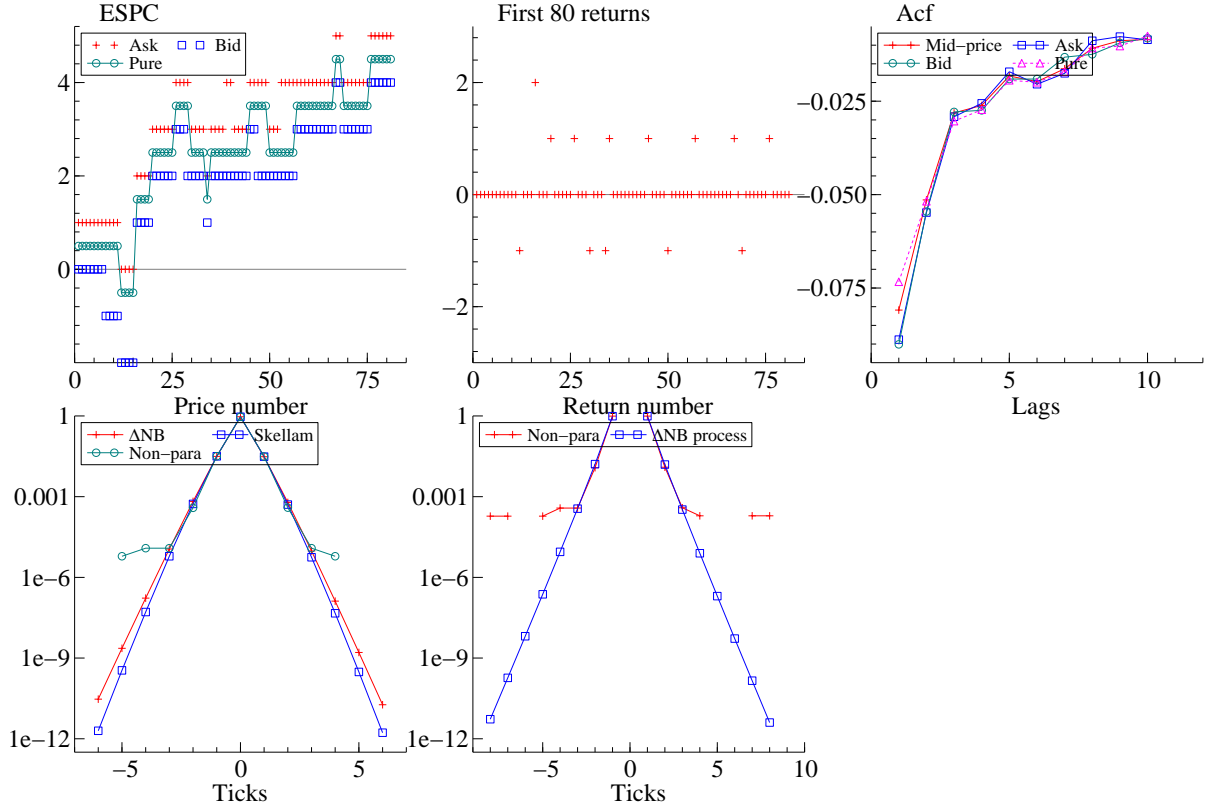 ESPC
Ask Bid
Pure
4
2
0
0 25 50 75
Price number
First 80 returns
2
0
−2
0 25 50 75
Return number
Acf
Mid−price Ask
Bid Pure
−0.025
−0.050
−0.075
0 5 10
Lags
1
0.001
1e−6
1e−9
1e−12
ΔNB Skellam
Non−para
−5 0 5
Ticks
1
0.001
1e−6
1e−9
1e−12
Non−para ΔNB process
−5 0 5 10
Ticks